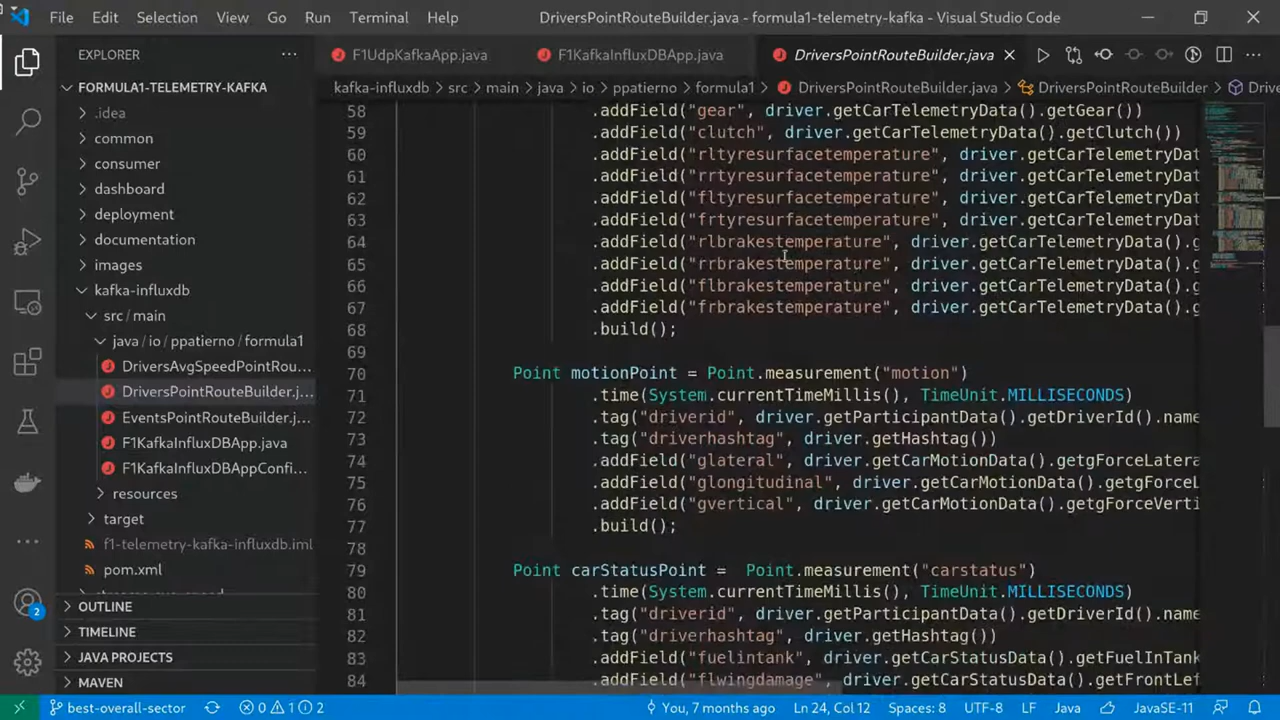 File Edit Selection View Go Run Terminal Help DriversPointRouteBuilder.java - formula1-telemetry-kafka - Visual Studio Code
EXPLORER
F1UdpKafkaApp.java F1KafkaInfluxDBApp.java DriversPointRouteBuilder.java
FORMULA1-TELEMETRY-KAFKA
kafka-influxdb > src > main > java > io > ppatierno > formula1 > DriversPointRouteBuilder.java > DriversPointRouteBuilder >
.idea
common
consumer
dashboard
deployment
documentation
images
kafka-influxdb
src / main
java / io / ppatierno / formula1
DriversAvgSpeedPointRou...
DriversPointRouteBuilder.j...
EventsPointRouteBuilder.j...
F1KafkaInfluxDBApp.java
F1KafkaInfluxDBAppConfi...
resources
target
f1-telemetry-kafka-influxdb.iml
pom.xml
OUTLINE
TIMELINE
JAVA PROJECTS
MAVEN
2
58 .addField("gear", driver.getCarTelemetryData().getGear())
59 .addField("clutch", driver.getCarTelemetryData().getClutch())
60 .addField("rltyresurfacetemperature", driver.getCarTelemetryDat
61 .addField("rrtyresurfacetemperature", driver.getCarTelemetryDat
62 .addField("fltyresurfacetemperature", driver.getCarTelemetryDat
63 .addField("frtyresurfacetemperature", driver.getCarTelemetryDat
64 .addField("rlbrakestemperature", driver.getCarTelemetryData().g
65 .addField("rrbrakestemperature", driver.getCarTelemetryData().g
66 .addField("flbrakestemperature", driver.getCarTelemetryData().g
67 .addField("frbrakestemperature", driver.getCarTelemetryData().g
68 .build();
69
70 Point motionPoint = Point.measurement("motion")
71 .time(System.currentTimeMillis(), TimeUnit.MILLISECONDS)
72 .tag("driverid", driver.getParticipantData().getDriverId().name
73 .tag("driverhashtag", driver.getHashtag())
74 .addField("glateral", driver.getCarMotionData().getgForceLatera
75 .addField("glongitudinal", driver.getCarMotionData().getgForceL
76 .addField("gvertical", driver.getCarMotionData().getgForceVerti
77 .build();
78
79 Point carStatusPoint = Point.measurement("carstatus")
80 .time(System.currentTimeMillis(), TimeUnit.MILLISECONDS)
81 .tag("driverid", driver.getParticipantData().getDriverId().name
82 .tag("driverhashtag", driver.getHashtag())
83 .addField("fuelintank", driver.getCarStatusData().getFuelInTank
84 .addField("flwingdamage", driver.getCarStatusData().getFrontLef
best-overall-sector 0 1 2 You, 7 months ago Ln 24, Col 12 Spaces: 8 UTF-8 LF Java JavaSE-11